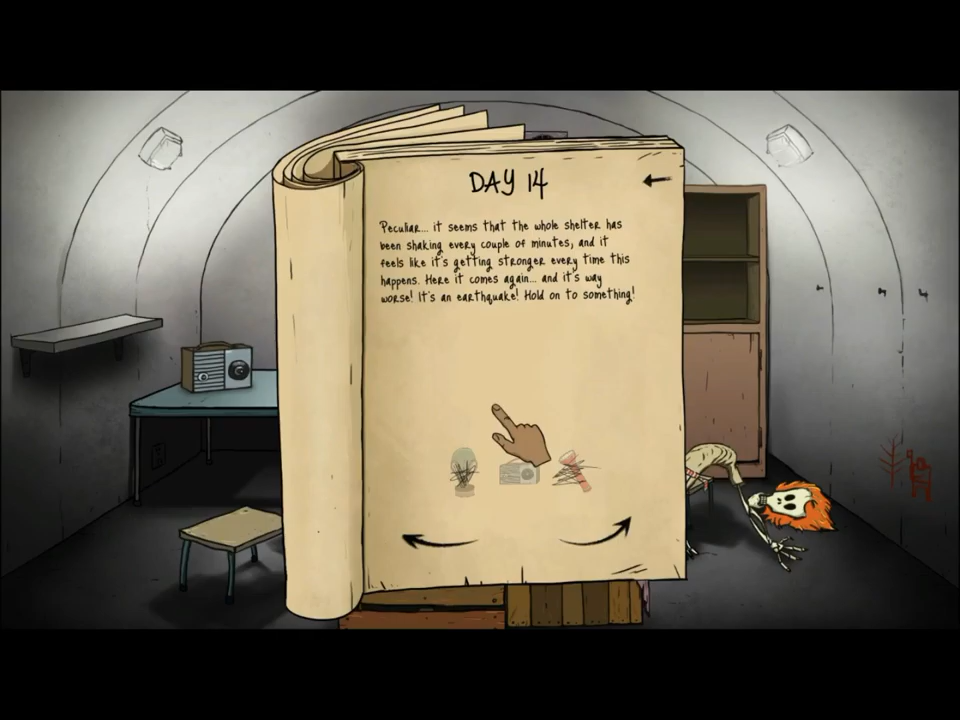 DAY 14
Peculiar... it seems that the whole shelter has
been shaking every couple of minutes, and it
feels like it's getting stronger every time this
happens. Here it comes again... and it's way
worse! It's an earthquake! Hold on to something!